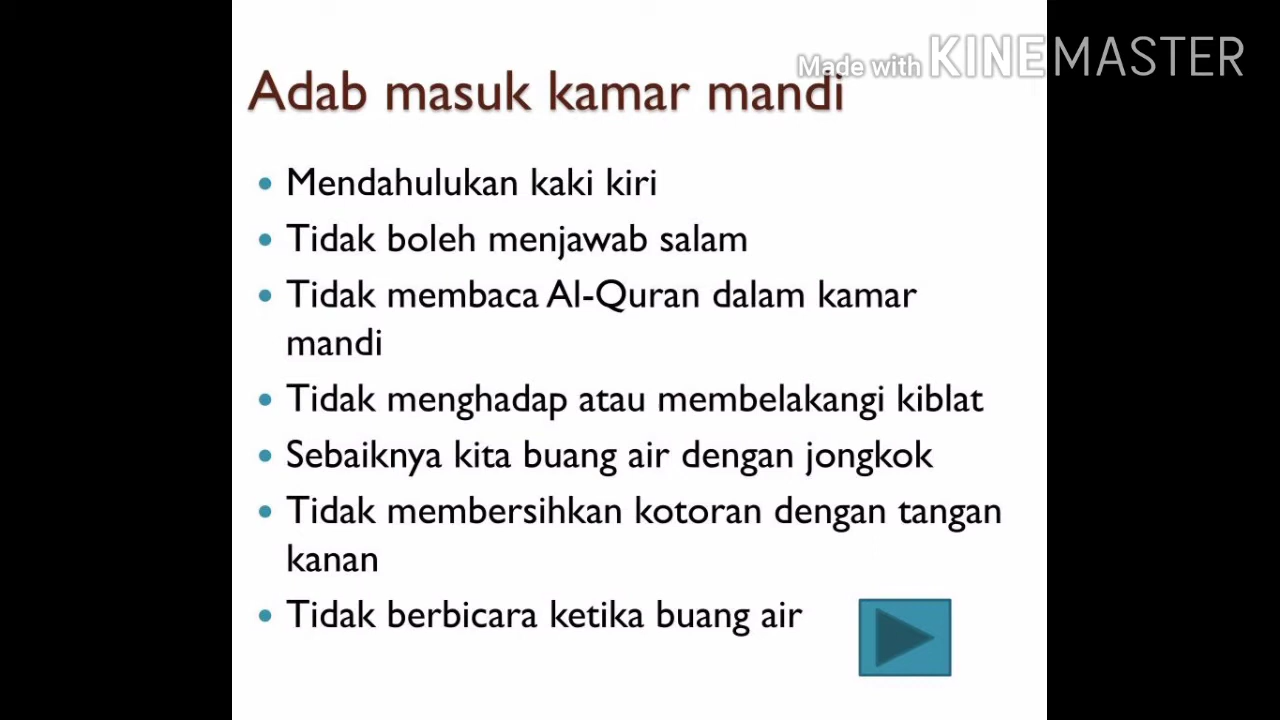 Made with KINEMASTER
Adab masuk kamar mandi
• Mendahulukan kaki kiri
• Tidak boleh menjawab salam
• Tidak membaca Al-Quran dalam kamar
mandi
• Tidak menghadap atau membelakangi kiblat
• Sebaiknya kita buang air dengan jongkok
• Tidak membersihkan kotoran dengan tangan
kanan
• Tidak berbicara ketika buang air